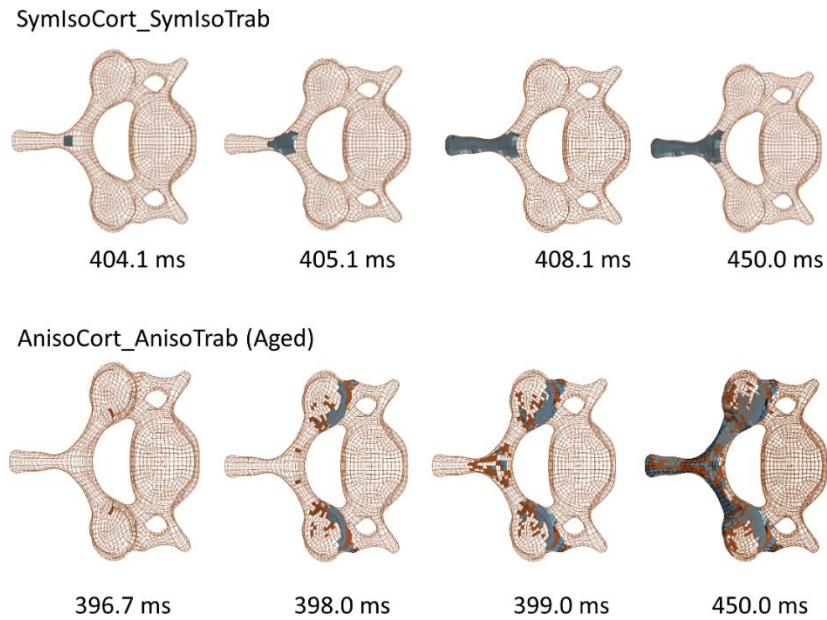 SymIsoCort_SymIsoTrab
404.1 ms 405.1 ms 408.1 ms 450.0 ms
AnisoCort_AnisoTrab (Aged)
396.7 ms 398.0 ms 399.0 ms 450.0 ms